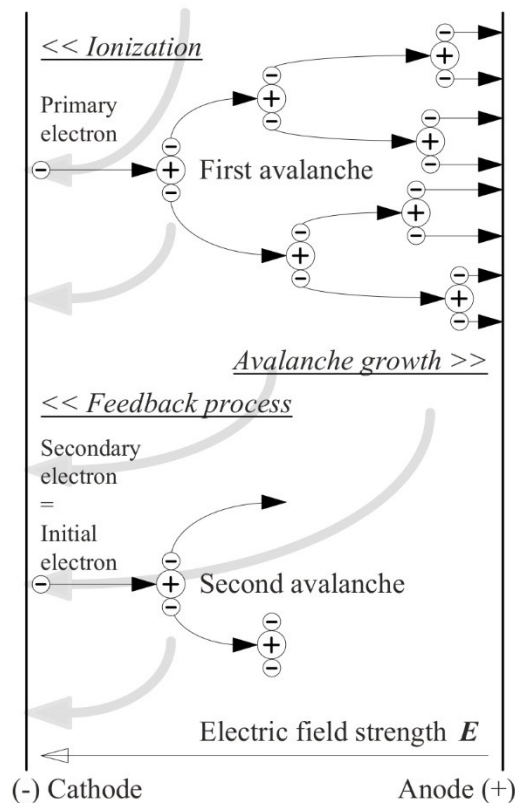 << Ionization
Primary
electron
First avalanche
Avalanche growth >>
<< Feedback process
Secondary
electron
=
Initial
electron
Second avalanche
Electric field strength E
(-) Cathode
Anode (+)